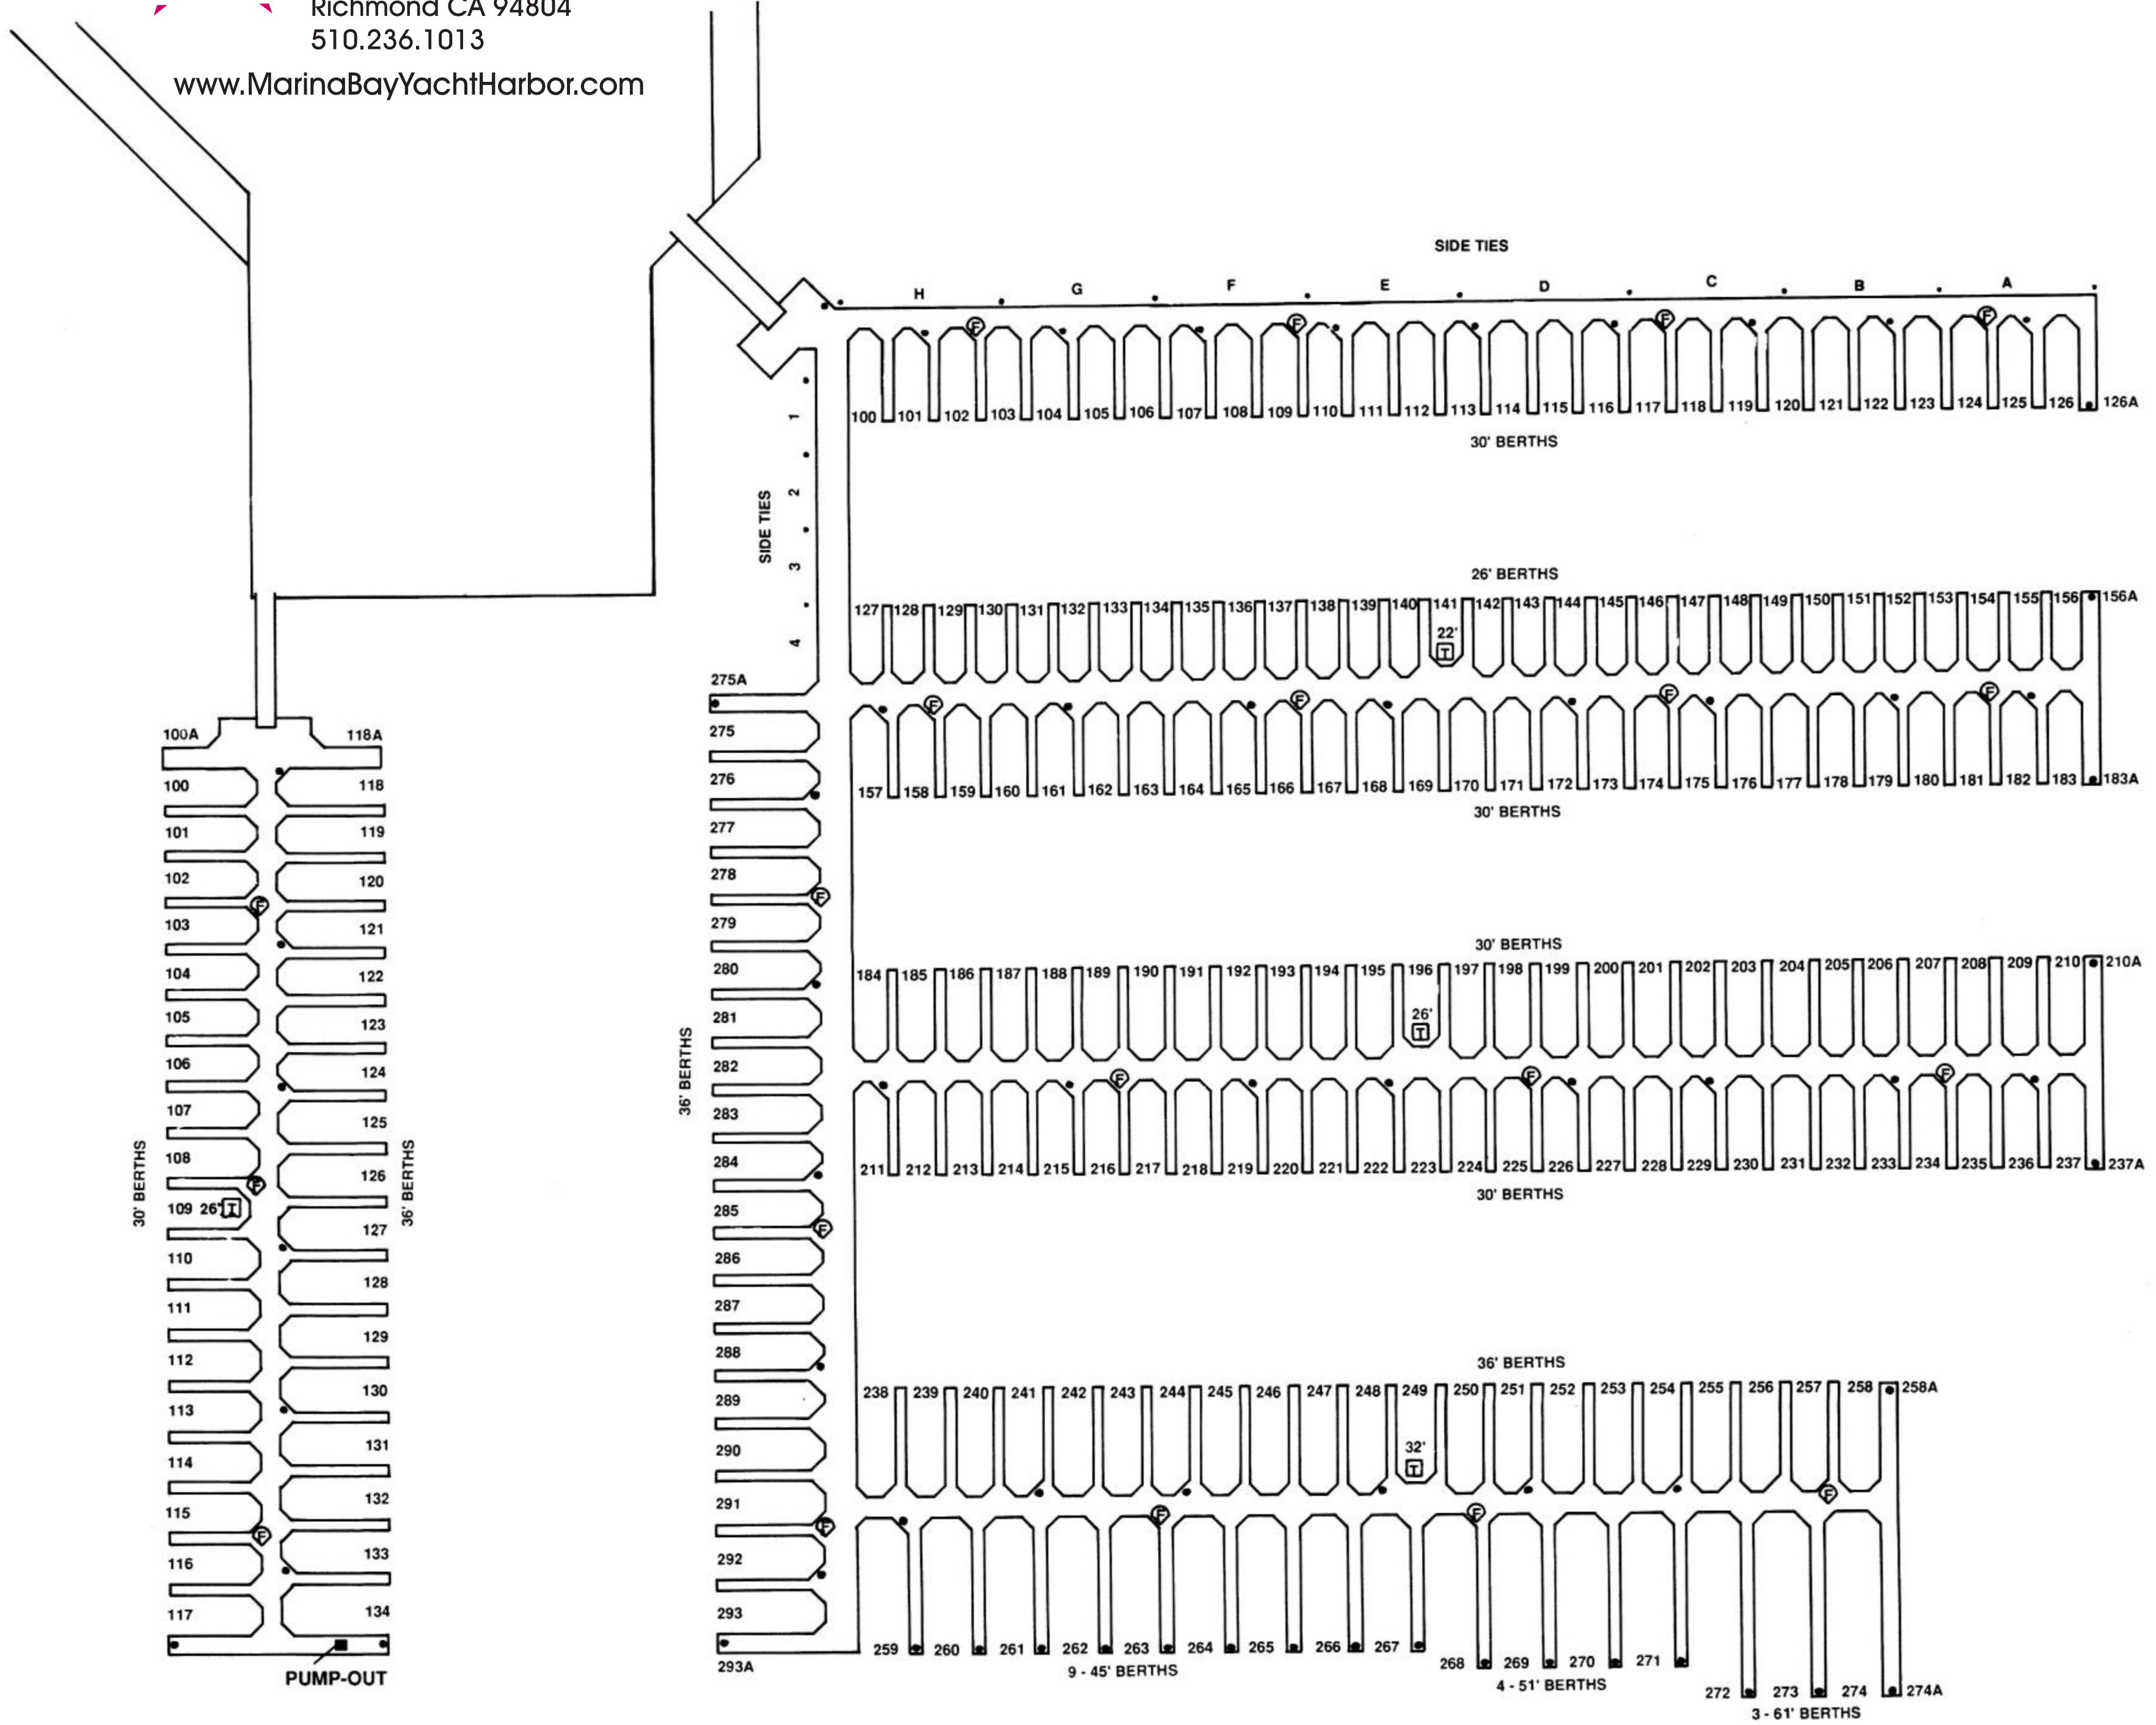 Richmond CA 94804
510.236.1013
www.MarinaBayYachtHarbor.com
SIDE TIES
H G F E D C B A
F F F F
100 101 102 103 104 105 106 107 108 109 110 111 112 113 114 115 116 117 118 119 120 121 122 123 124 125 126 126A
30' BERTHS
SIDE TIES
1
2
3
4
26' BERTHS
127 128 129 130 131 132 133 134 135 136 137 138 139 140 141 142 143 144 145 146 147 148 149 150 151 152 153 154 155 156 156A
22'
T
F F F F
157 158 159 160 161 162 163 164 165 166 167 168 169 170 171 172 173 174 175 176 177 178 179 180 181 182 183 183A
30' BERTHS
30' BERTHS
184 185 186 187 188 189 190 191 192 193 194 195 196 197 198 199 200 201 202 203 204 205 206 207 208 209 210 210A
26'
T
F F F
211 212 213 214 215 216 217 218 219 220 221 222 223 224 225 226 227 228 229 230 231 232 233 234 235 236 237 237A
30' BERTHS
36' BERTHS
238 239 240 241 242 243 244 245 246 247 248 249 250 251 252 253 254 255 256 257 258 258A
32'
T
F F F
259 260 261 262 263 264 265 266 267
9 - 45' BERTHS
268 269 270 271
4 - 51' BERTHS
272 273 274 274A
3 - 61' BERTHS
275A
275
276
277
278
F
279
280
281
282
36' BERTHS
283
284
285
F
286
287
288
289
290
291
F
292
293
293A
100A 118A
100 118
101 119
102 120
F
103 121
104 122
105 123
106 124
107 125
108 126
F
30' BERTHS
36' BERTHS
109 26' T 127
110 128
111 129
112 130
113 131
114 132
115 133
F
116 134
117
PUMP-OUT